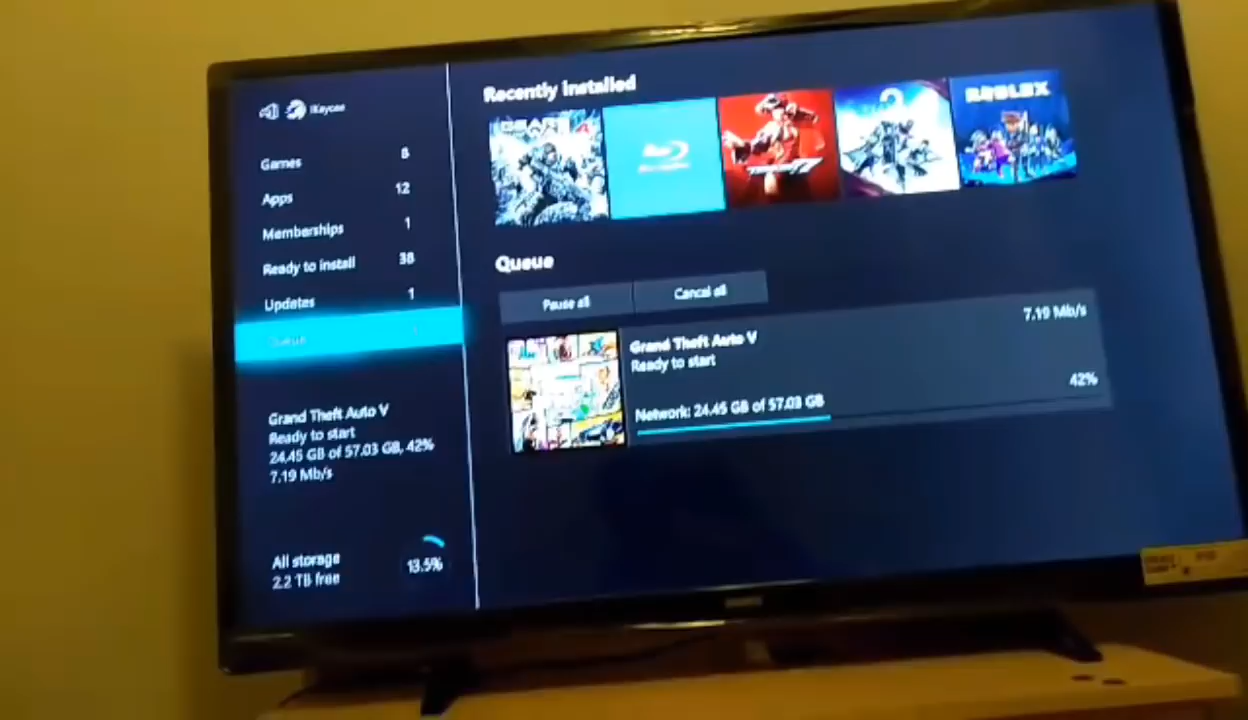 iKaycee
Games 8
Apps 12
Memberships 1
Ready to install 38
Updates 1
Queue
Grand Theft Auto V
Ready to start
24.45 GB of 57.03 GB, 42%
7.19 Mb/s
All storage
2.2 TB free
13.5%
Recently installed
GEARS
ROBLOX
Queue
Pause all
Cancel all
Grand Theft Auto V
7.19 Mb/s
Ready to start
42%
Network: 24.45 GB of 57.03 GB